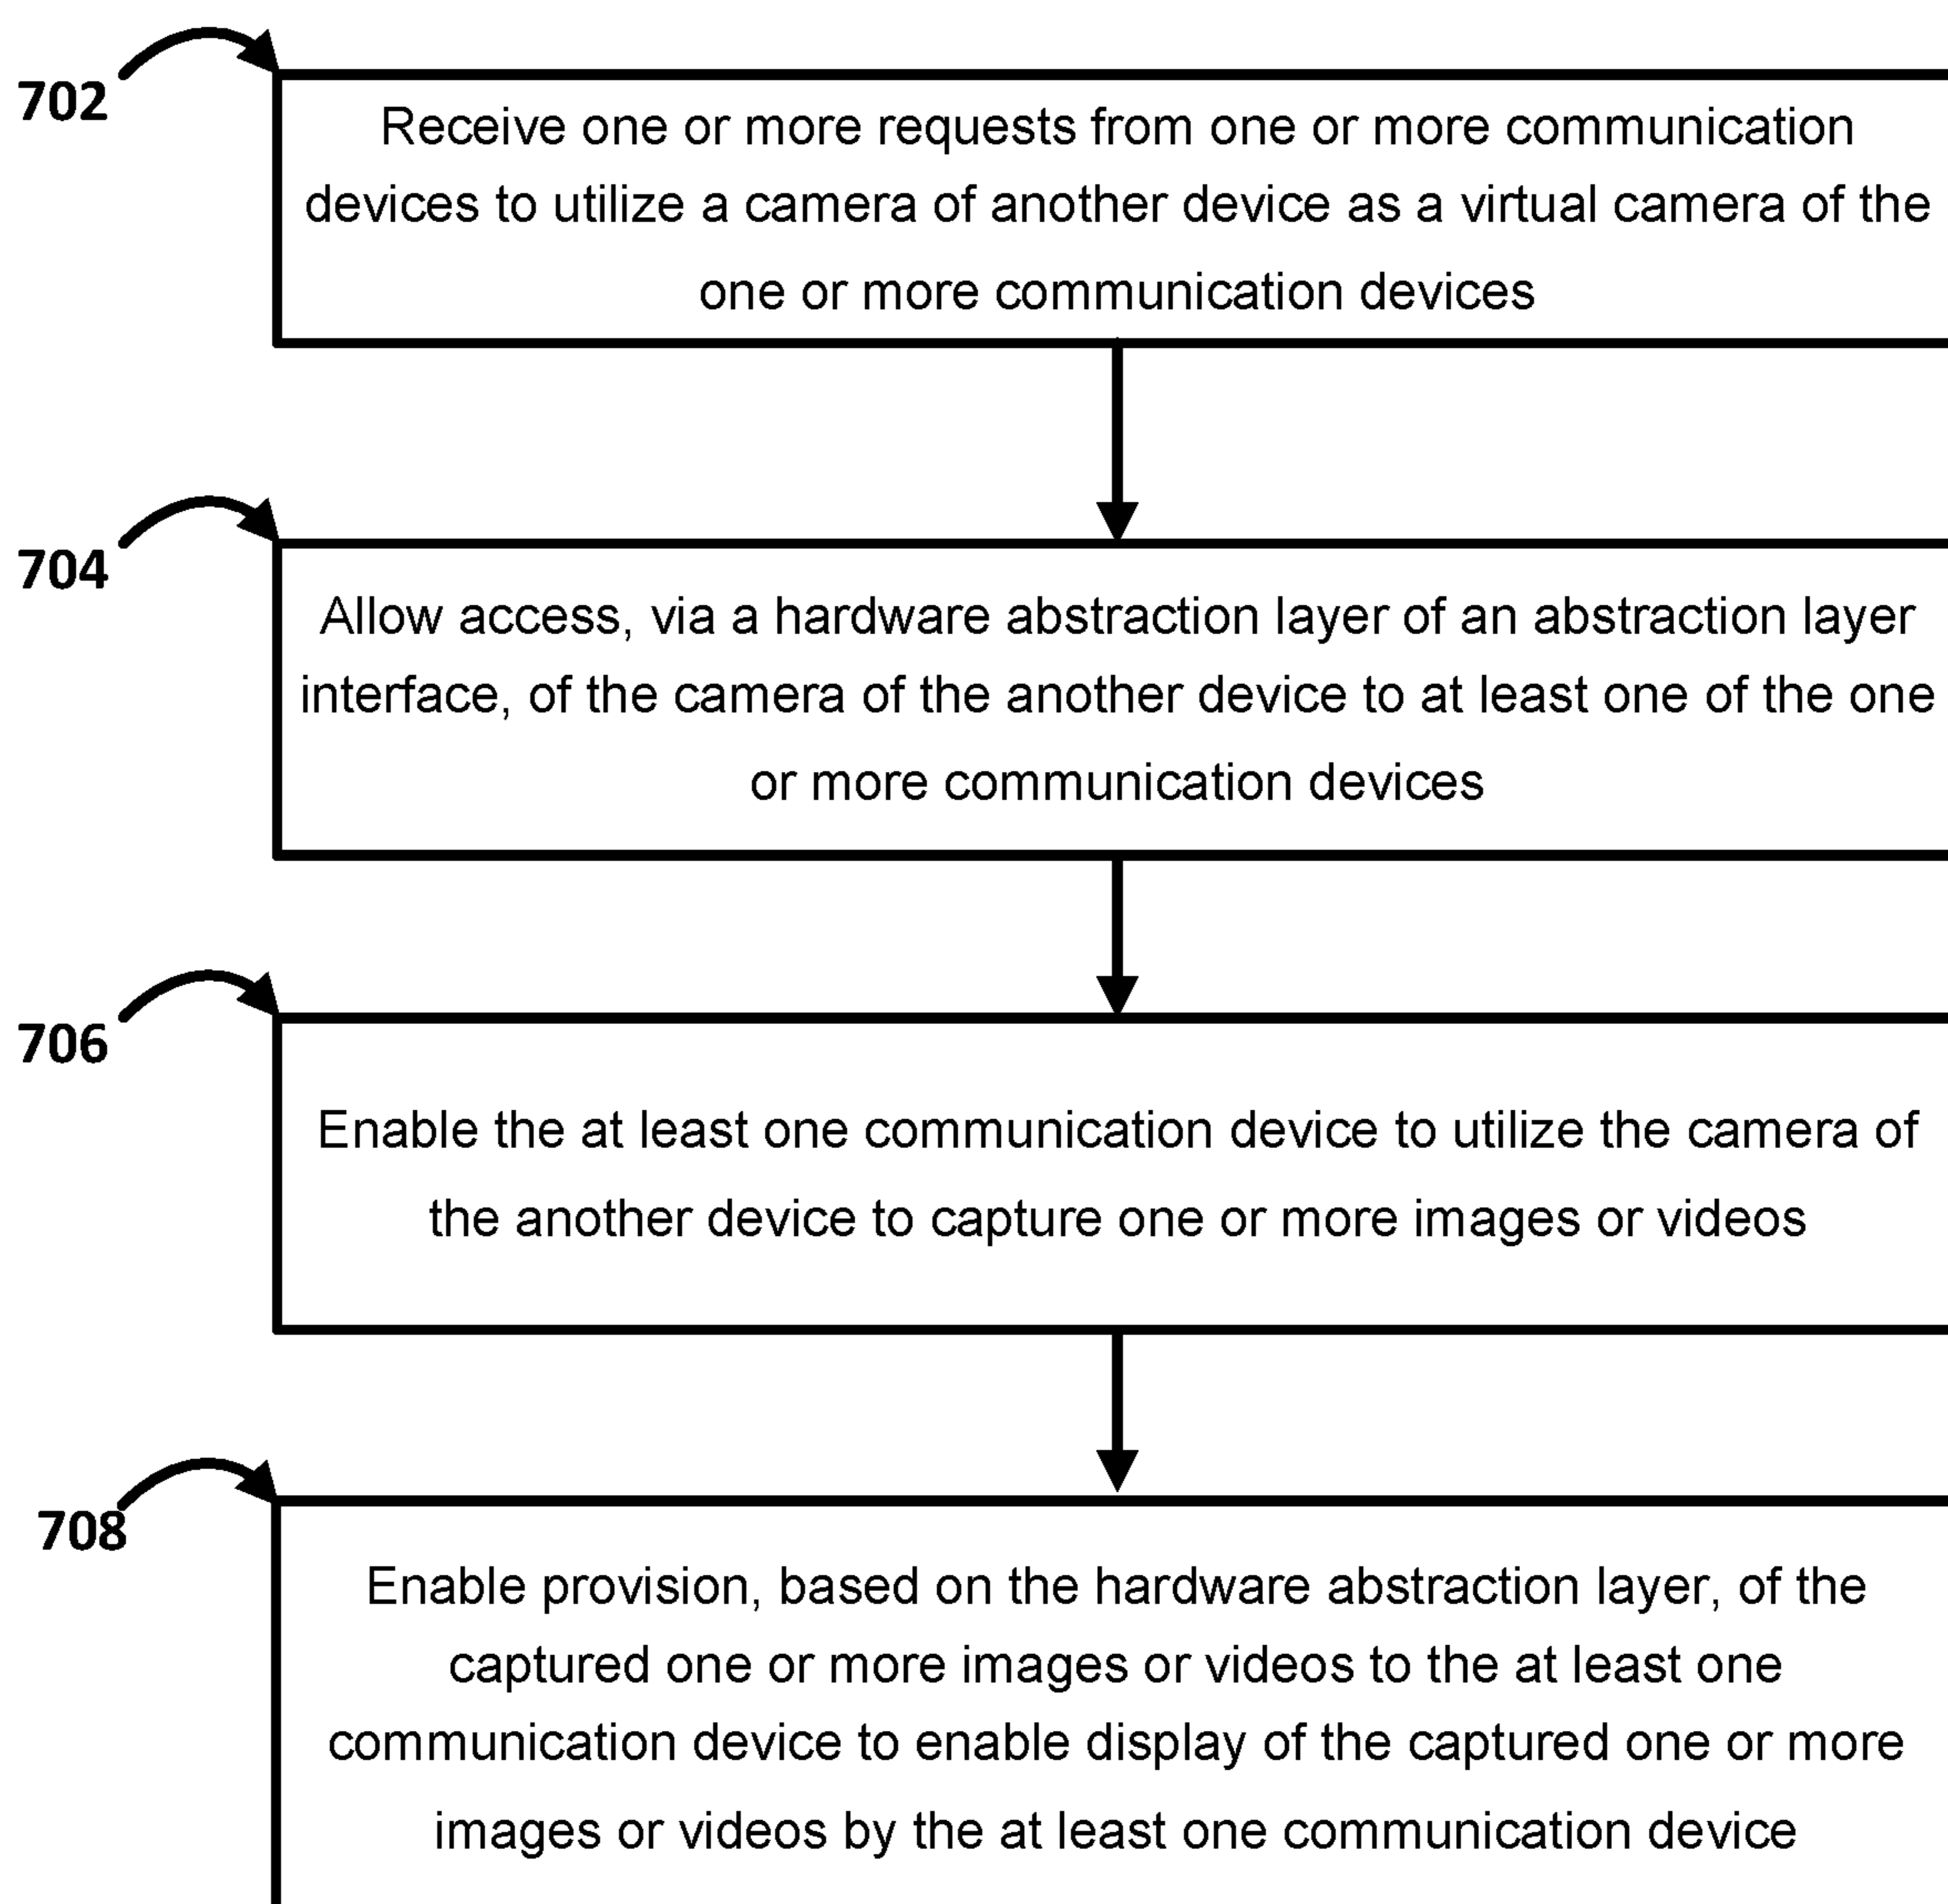 702
Receive one or more requests from one or more communication
devices to utilize a camera of another device as a virtual camera of the
one or more communication devices
704
Allow access, via a hardware abstraction layer of an abstraction layer
interface, of the camera of the another device to at least one of the one
or more communication devices
706
Enable the at least one communication device to utilize the camera of
the another device to capture one or more images or videos
708
Enable provision, based on the hardware abstraction layer, of the
captured one or more images or videos to the at least one
communication device to enable display of the captured one or more
images or videos by the at least one communication device